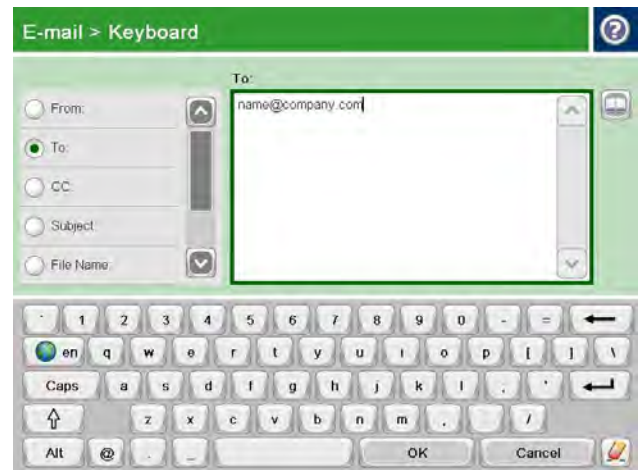 E-mail > Keyboard
?
To:
From:
name@company.com
To:
CC:
Subject:
File Name:
` 1 2 3 4 5 6 7 8 9 0 - =
en q w e r t y u i o p [ ] \
Caps a s d f g h j k l ; '
z x c v b n m , . /
Alt @ . _ OK Cancel